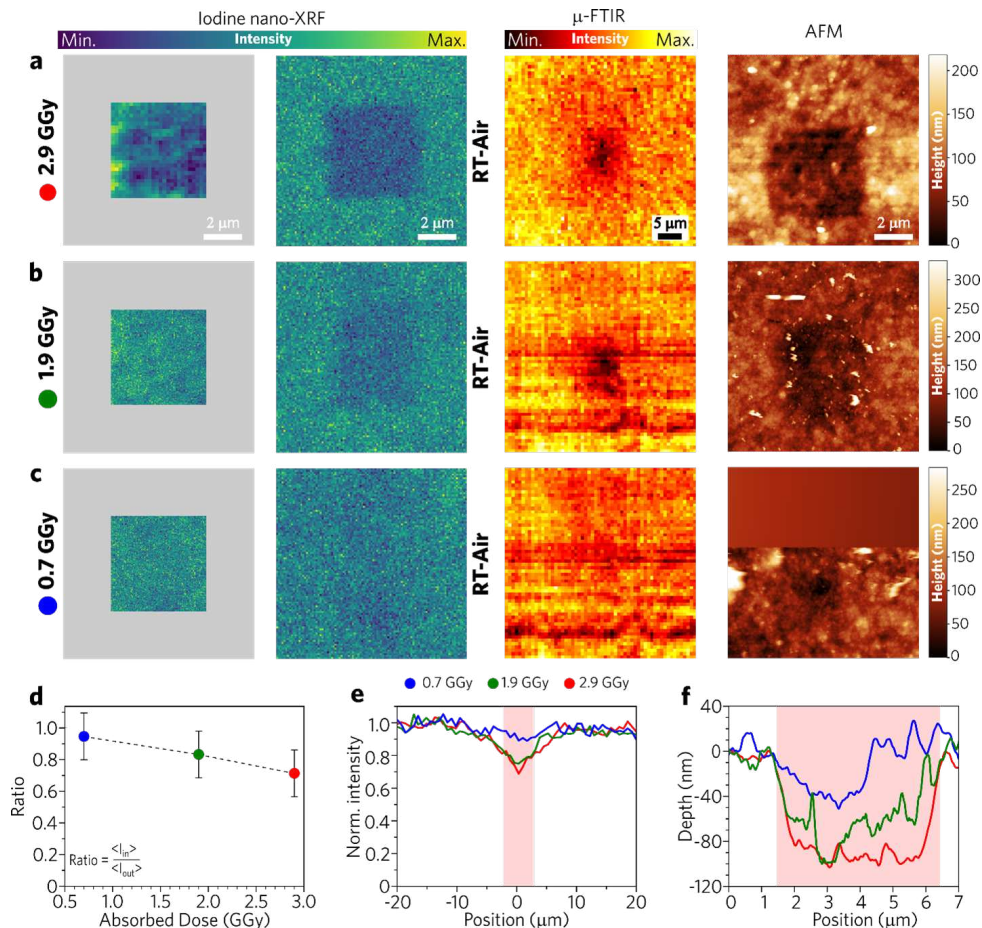 Iodine nano-XRF
μ-FTIR
AFM
Min. Intensity Max.
Min. Intensity Max.
a
2.9 GGy
2 μm
2 μm
RT-Air
5 μm
2 μm
Height (nm)
200
150
100
50
0
b
1.9 GGy
RT-Air
Height (nm)
300
250
200
150
100
50
0
c
0.7 GGy
RT-Air
Height (nm)
250
200
150
100
50
0
0.7 GGy 1.9 GGy 2.9 GGy
d
Ratio
1.0
0.8
0.6
0.4
0.2
0
Ratio = <I_in>
<I_out>
0.5 1.0 1.5 2.0 2.5 3.0
Absorbed Dose (GGy)
e
Norm. intensity
1.0
0.8
0.6
0.4
0.2
0
-20 -10 0 10 20
Position (μm)
f
Depth (nm)
40
0
-40
-80
-120
0 1 2 3 4 5 6 7
Position (μm)